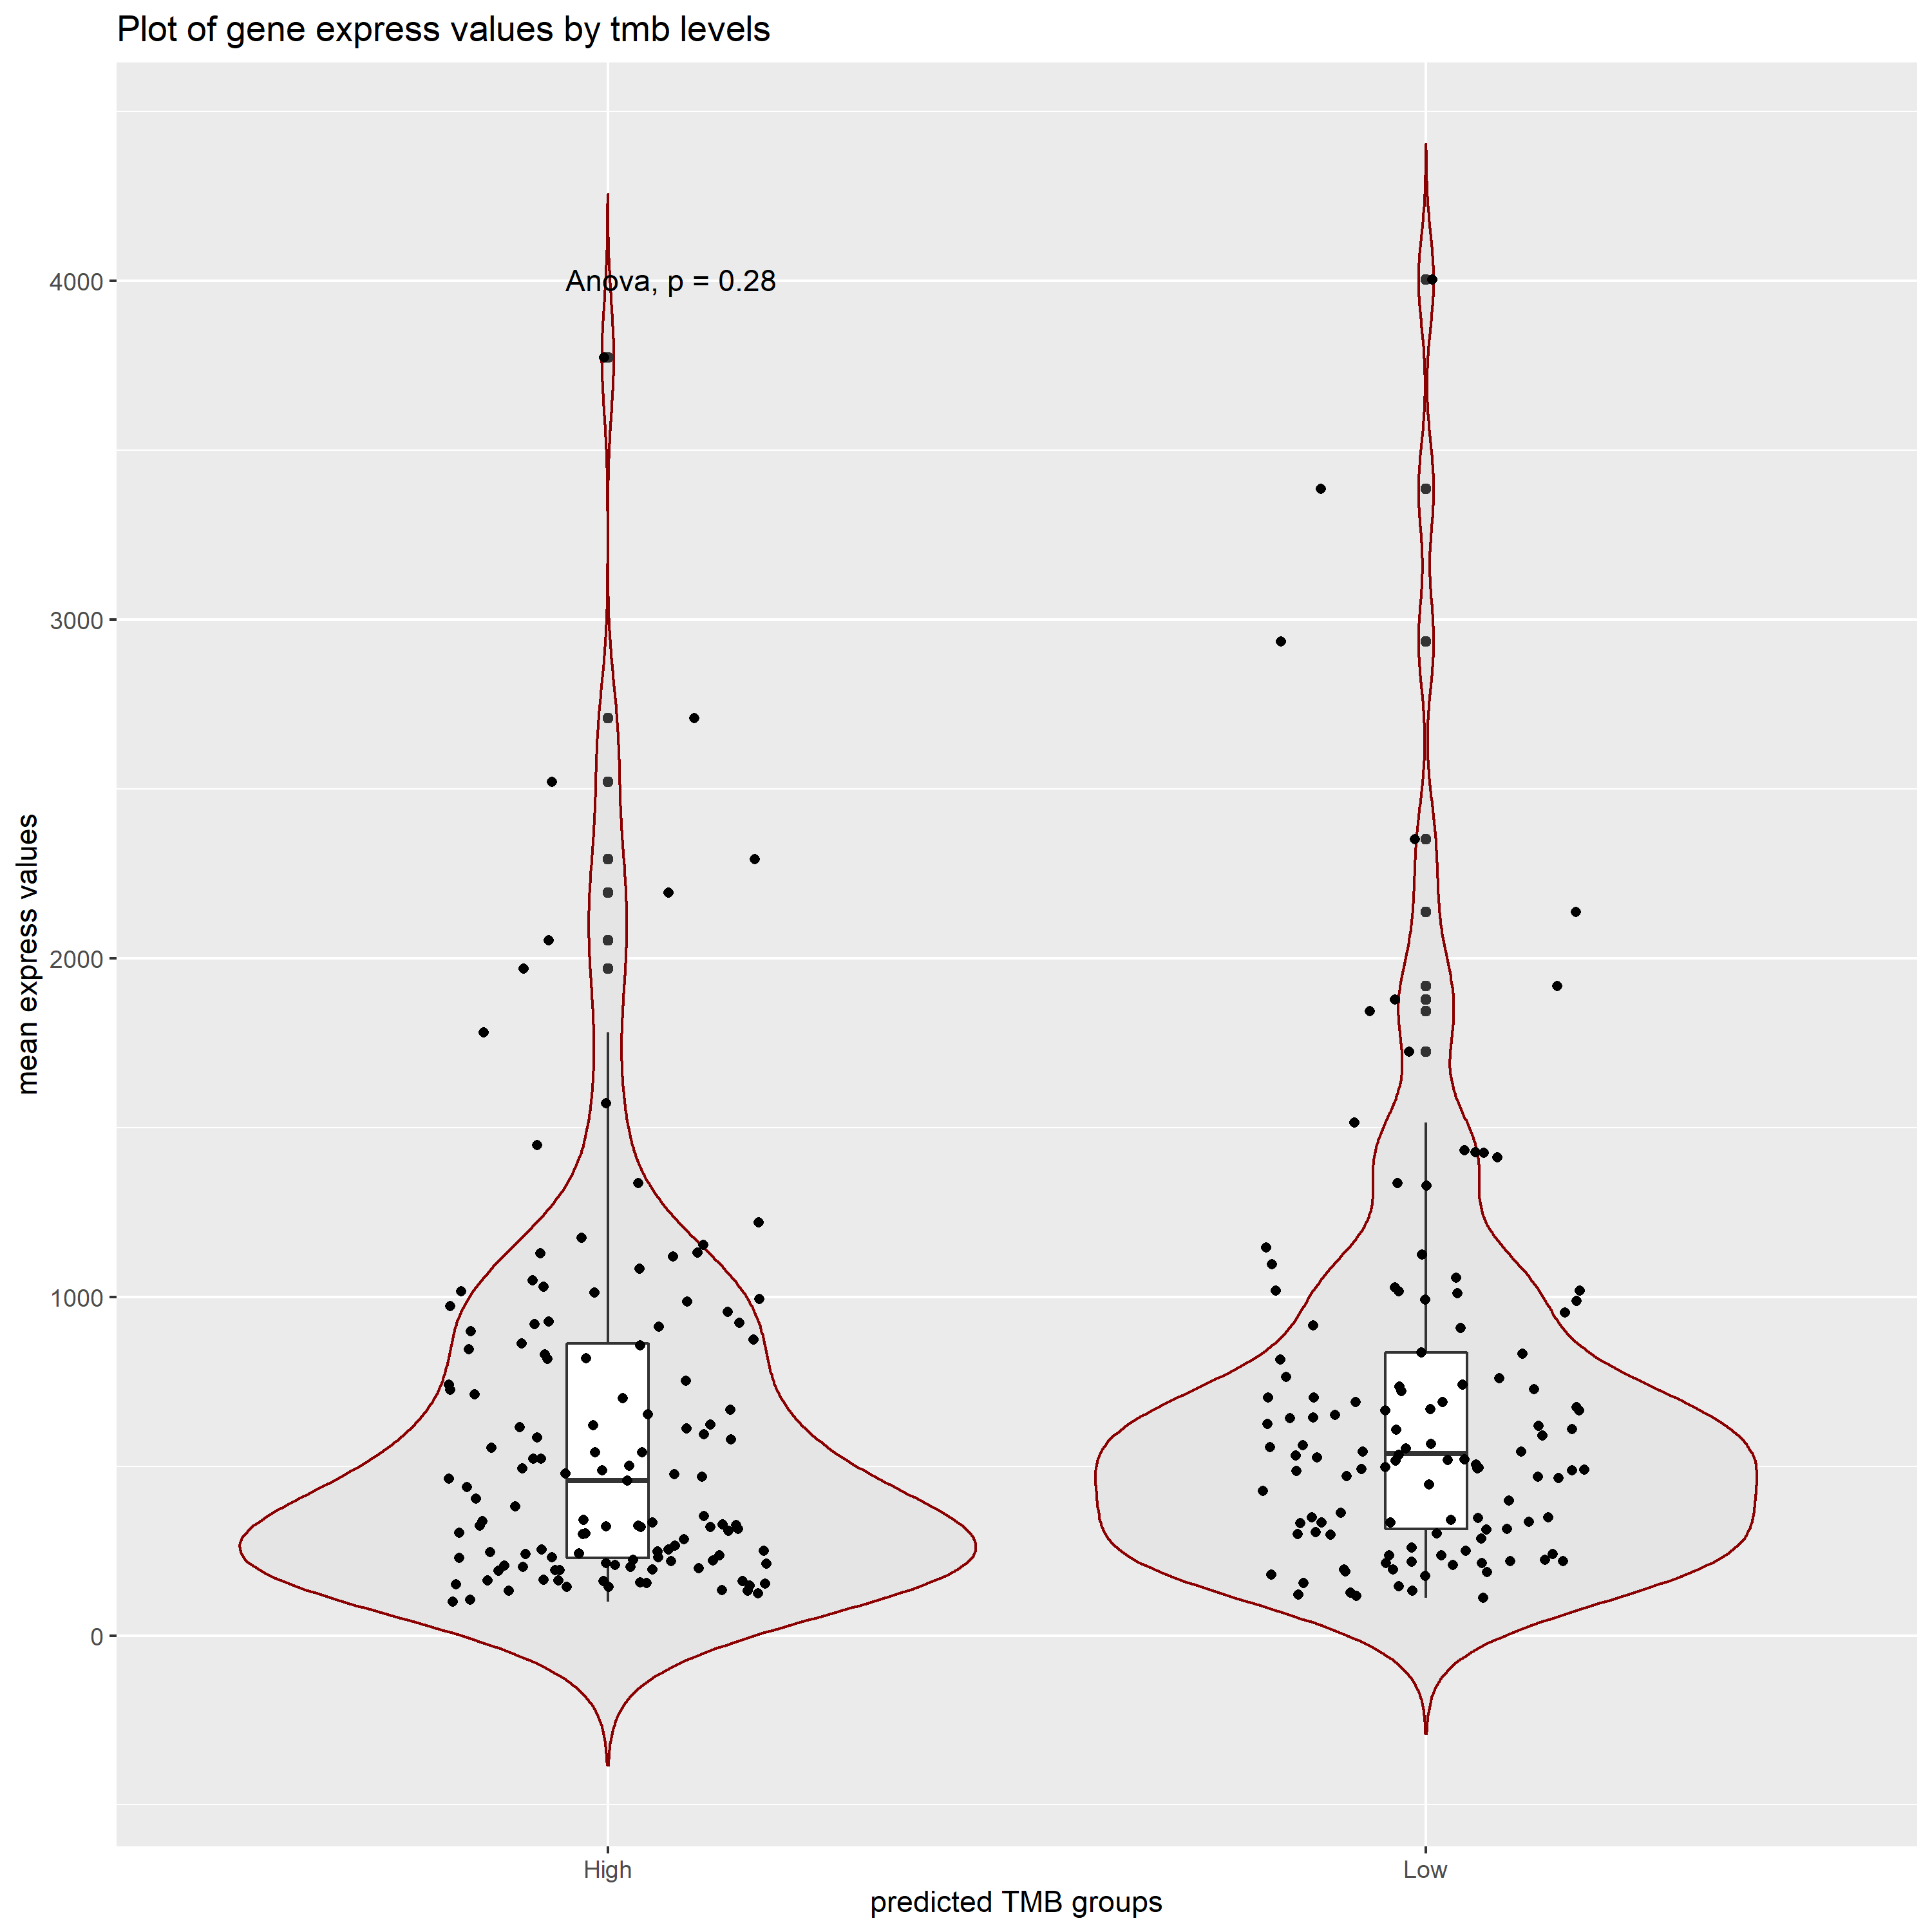 Plot of gene express values by tmb levels
Anova, p = 0.28
4000
3000
2000
1000
0
mean express values
High
Low
predicted TMB groups